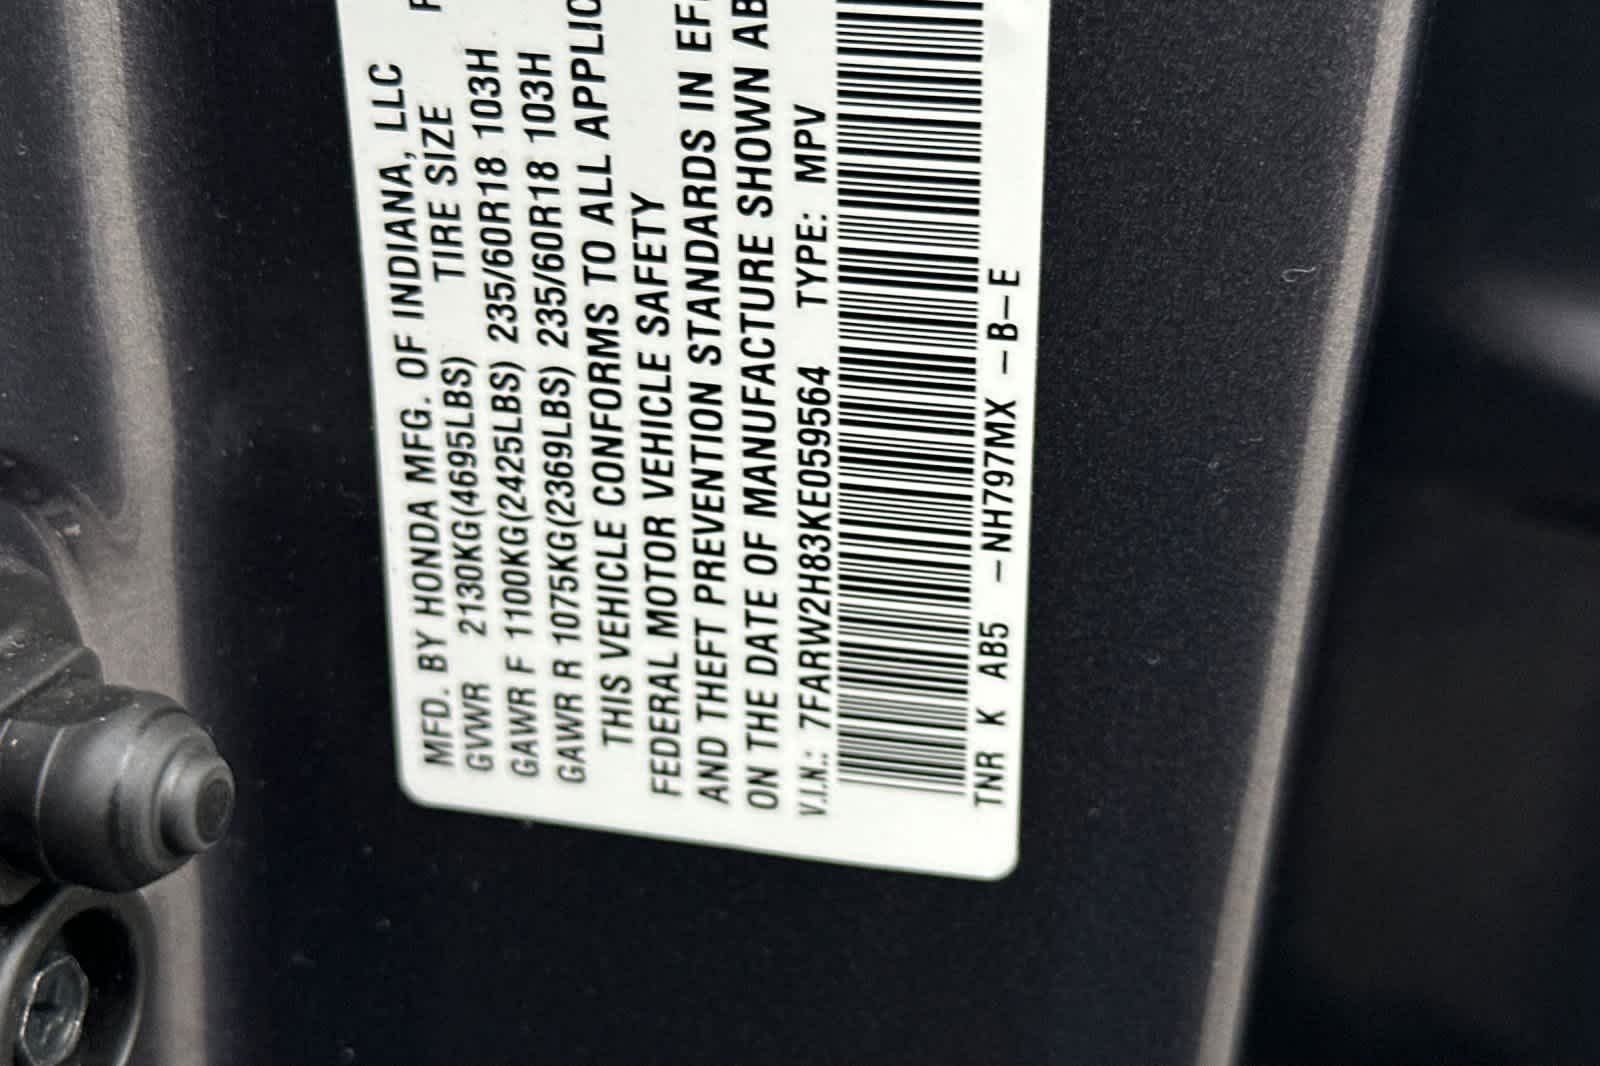 MFD. BY HONDA MFG. OF INDIANA, LLC
GVWR 2130KG(4695LBS) TIRE SIZE
GAWR F 1100KG(2425LBS) 235/60R18 103H
GAWR R 1075KG(2369LBS) 235/60R18 103H
THIS VEHICLE CONFORMS TO ALL APPLIC
FEDERAL MOTOR VEHICLE SAFETY
AND THEFT PREVENTION STANDARDS IN EFF
ON THE DATE OF MANUFACTURE SHOWN AB
V.I.N.: 7FARW2H83KE059564 TYPE: MPV
TNR K AB5 -NH797MX -B-E